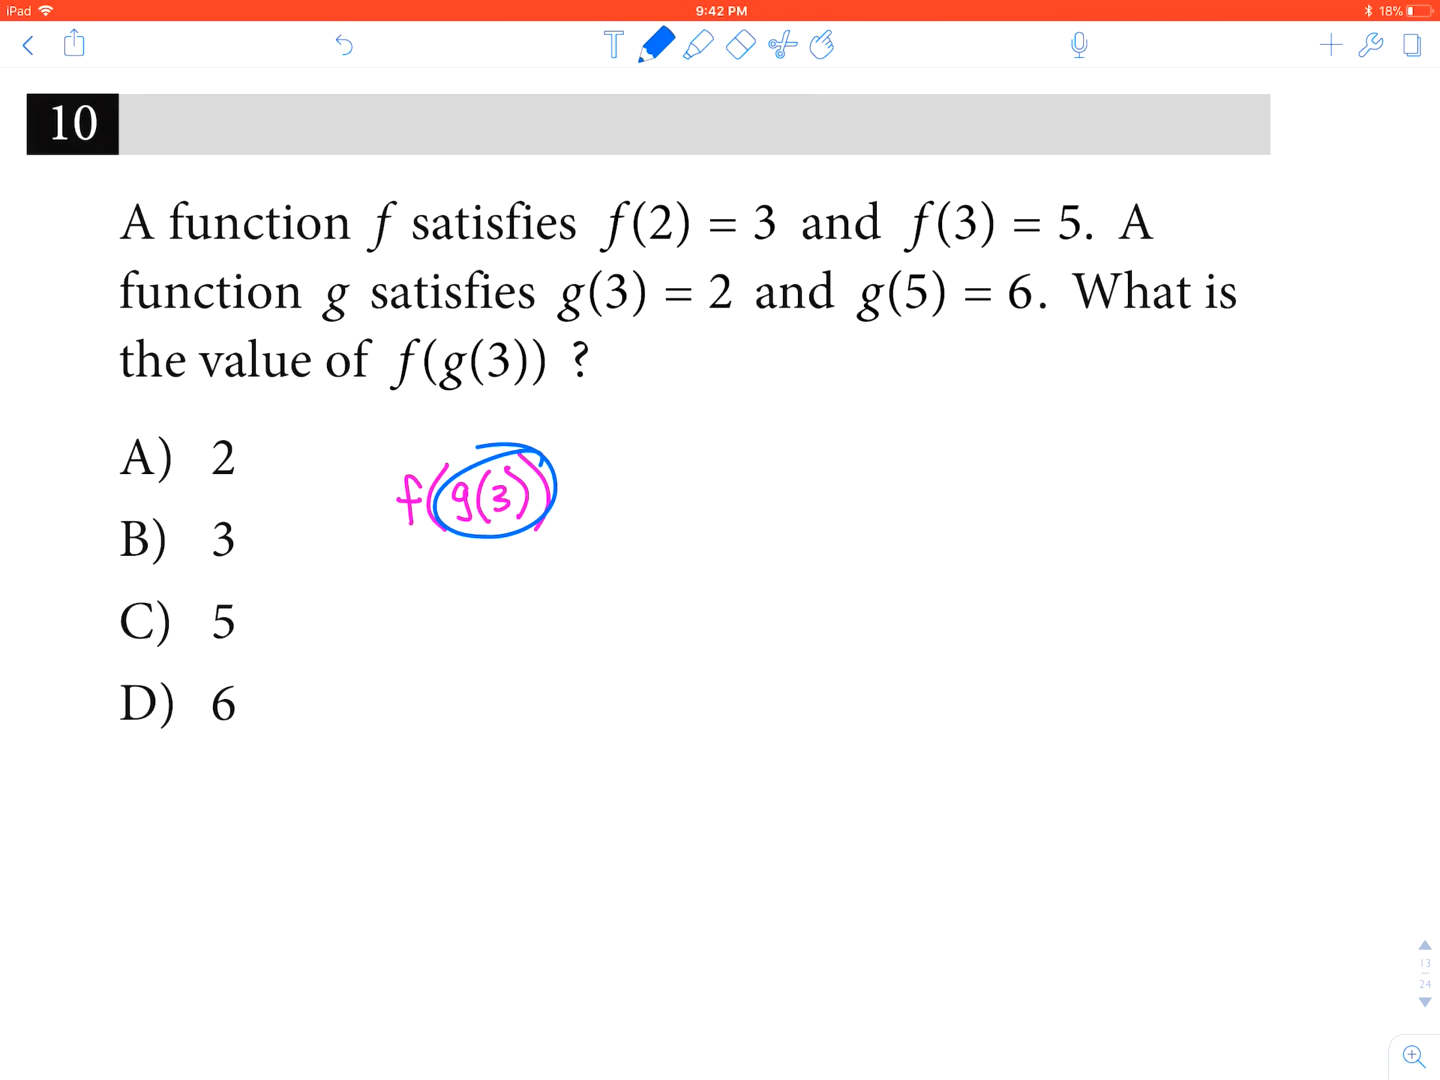 iPad 9:42 PM 18%
T
10
A function f satisfies f(2) = 3 and f(3) = 5. A
function g satisfies g(3) = 2 and g(5) = 6. What is
the value of f(g(3)) ?
A) 2
f(g(3))
B) 3
C) 5
D) 6
13
24